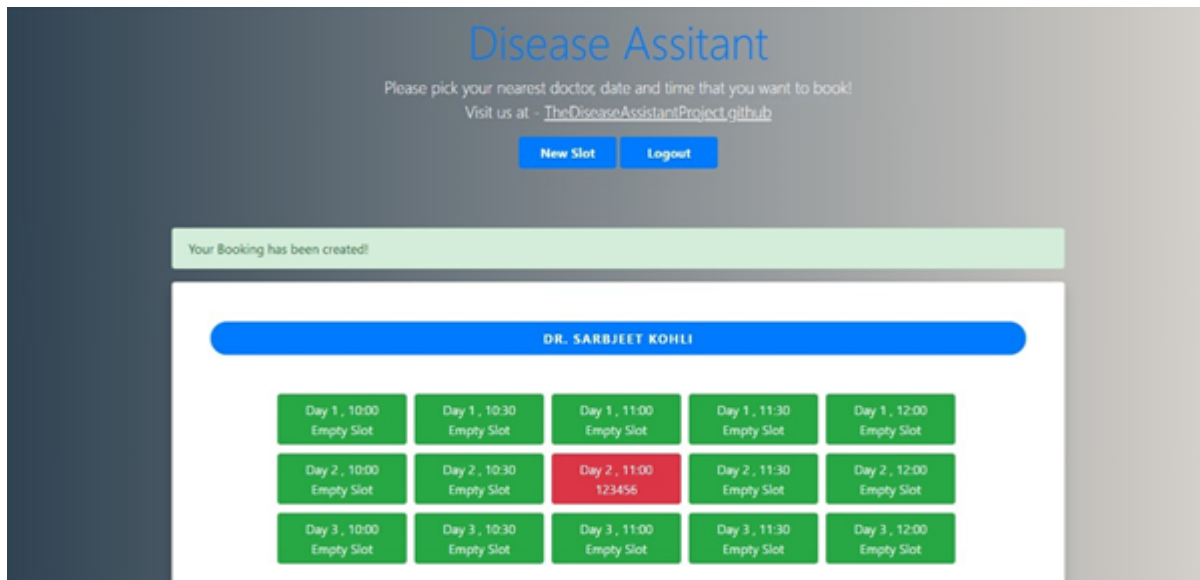 Disease Assitant
Please pick your nearest doctor, date and time that you want to book!
Visit us at - TheDiseaseAssistantProject.github
New Slot Logout
Your Booking has been created!
DR. SARBJEET KOHLI
Day 1 , 10:00 Day 1 , 10:30 Day 1 , 11:00 Day 1 , 11:30 Day 1 , 12:00
Empty Slot Empty Slot Empty Slot Empty Slot Empty Slot
Day 2 , 10:00 Day 2 , 10:30 Day 2 , 11:00 Day 2 , 11:30 Day 2 , 12:00
Empty Slot Empty Slot 123456 Empty Slot Empty Slot
Day 3 , 10:00 Day 3 , 10:30 Day 3 , 11:00 Day 3 , 11:30 Day 3 , 12:00
Empty Slot Empty Slot Empty Slot Empty Slot Empty Slot